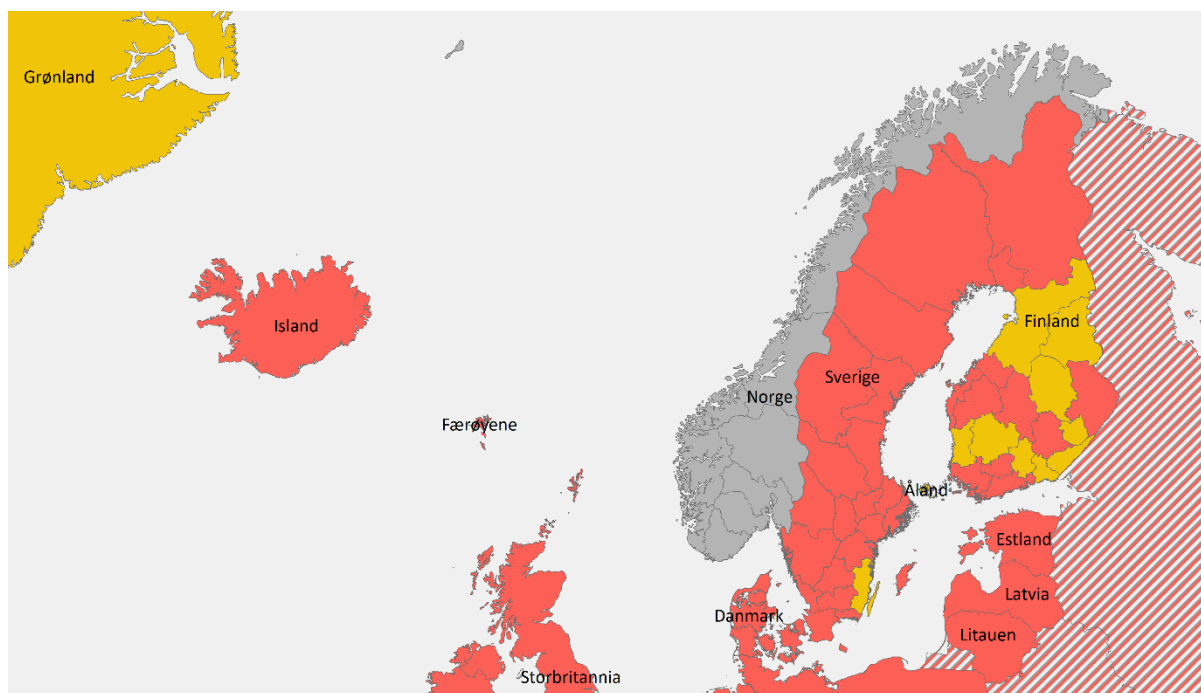 Grønland
Island
Finland
Sverige
Norge
Færøyene
Åland
Estland
Latvia
Danmark
Litauen
Storbritannia